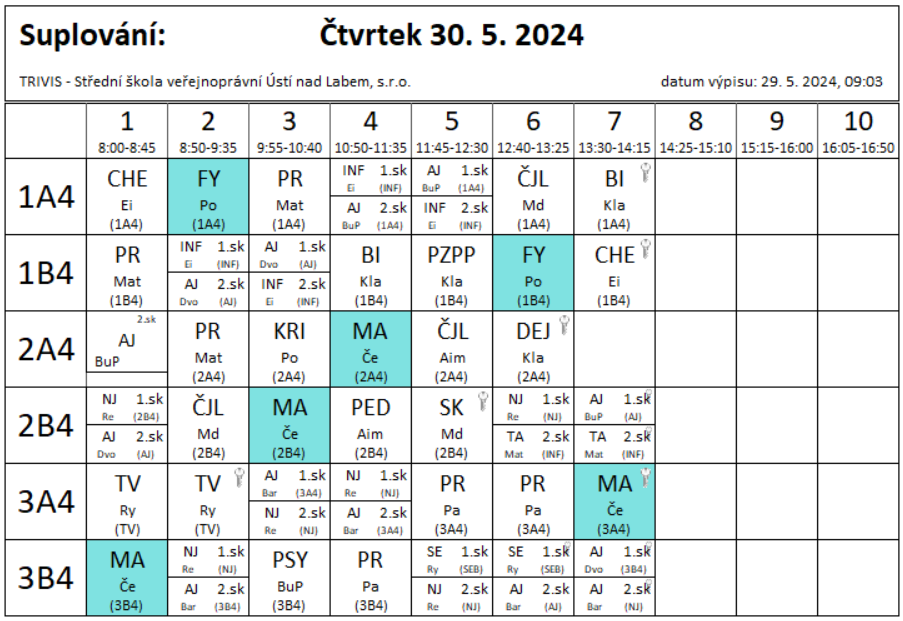 Suplování: Čtvrtek 30. 5. 2024
TRIVIS - Střední škola veřejnoprávní Ústí nad Labem, s.r.o. datum výpisu: 29. 5. 2024, 09:03
1 2 3 4 5 6 7 8 9 10
8:00-8:45 8:50-9:35 9:55-10:40 10:50-11:35 11:45-12:30 12:40-13:25 13:30-14:15 14:25-15:10 15:15-16:00 16:05-16:50
1A4
CHE
Ei
(1A4)
FY
Po
(1A4)
PR
Mat
(1A4)
INF 1.sk
Ei (INF)
AJ 2.sk
BuP (1A4)
AJ 1.sk
BuP (1A4)
INF 2.sk
Ei (INF)
ČJL
Md
(1A4)
BI
Kla
(1A4)
1B4
PR
Mat
(1B4)
INF 1.sk
Ei (INF)
AJ 2.sk
Dvo (AJ)
AJ 1.sk
Dvo (AJ)
INF 2.sk
Ei (INF)
BI
Kla
(1B4)
PZPP
Kla
(1B4)
FY
Po
(1B4)
CHE
Ei
(1B4)
2A4
2.sk
AJ
BuP
PR
Mat
(2A4)
KRI
Po
(2A4)
MA
Če
(2A4)
ČJL
Aim
(2A4)
DEJ
Kla
(2A4)
2B4
NJ 1.sk
Re (2B4)
AJ 2.sk
Dvo (AJ)
ČJL
Md
(2B4)
MA
Če
(2B4)
PED
Aim
(2B4)
SK
Md
(2B4)
NJ 1.sk
Re (NJ)
TA 2.sk
Mat (INF)
AJ 1.sk
BuP (AJ)
TA 2.sk
Mat (INF)
3A4
TV
Ry
(TV)
TV
Ry
(TV)
AJ 1.sk
Bar (3A4)
NJ 2.sk
Re (NJ)
NJ 1.sk
Re (NJ)
AJ 2.sk
Bar (3A4)
PR
Pa
(3A4)
PR
Pa
(3A4)
MA
Če
(3A4)
3B4
MA
Če
(3B4)
NJ 1.sk
Re (NJ)
AJ 2.sk
Bar (3B4)
PSY
BuP
(3B4)
PR
Pa
(3B4)
SE 1.sk
Ry (SEB)
NJ 2.sk
Re (NJ)
SE 1.sk
Ry (SEB)
AJ 2.sk
Bar (AJ)
AJ 1.sk
Dvo (3B4)
AJ 2.sk
Bar (NJ)